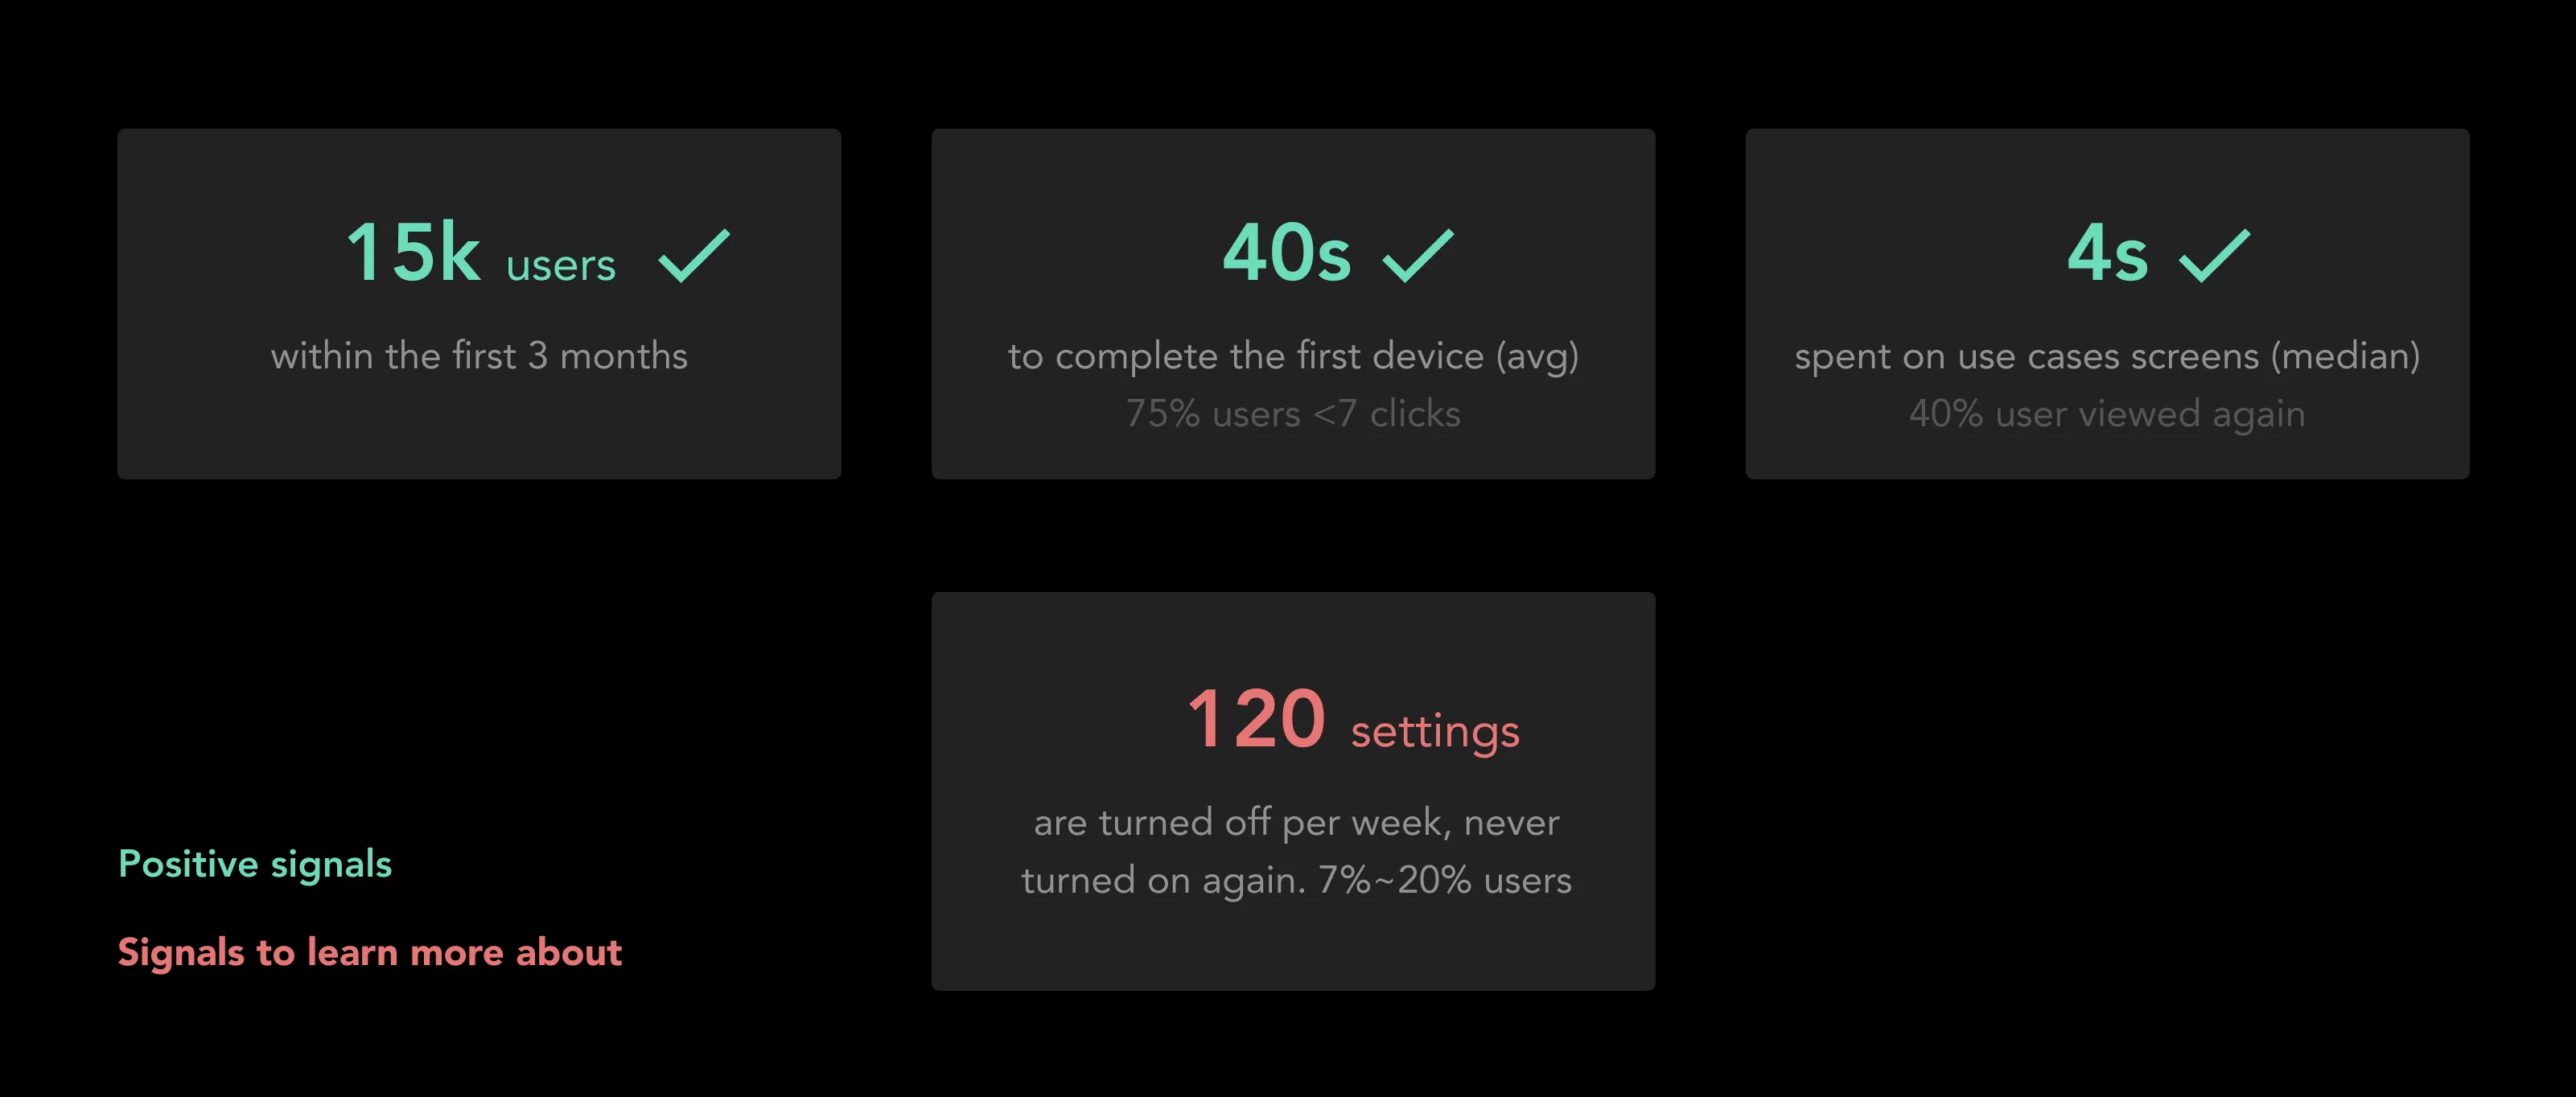 15k users
within the first 3 months
40s
to complete the first device (avg)
75% users <7 clicks
4s
spent on use cases screens (median)
40% user viewed again
120 settings
are turned off per week, never
turned on again. 7%~20% users
Positive signals
Signals to learn more about